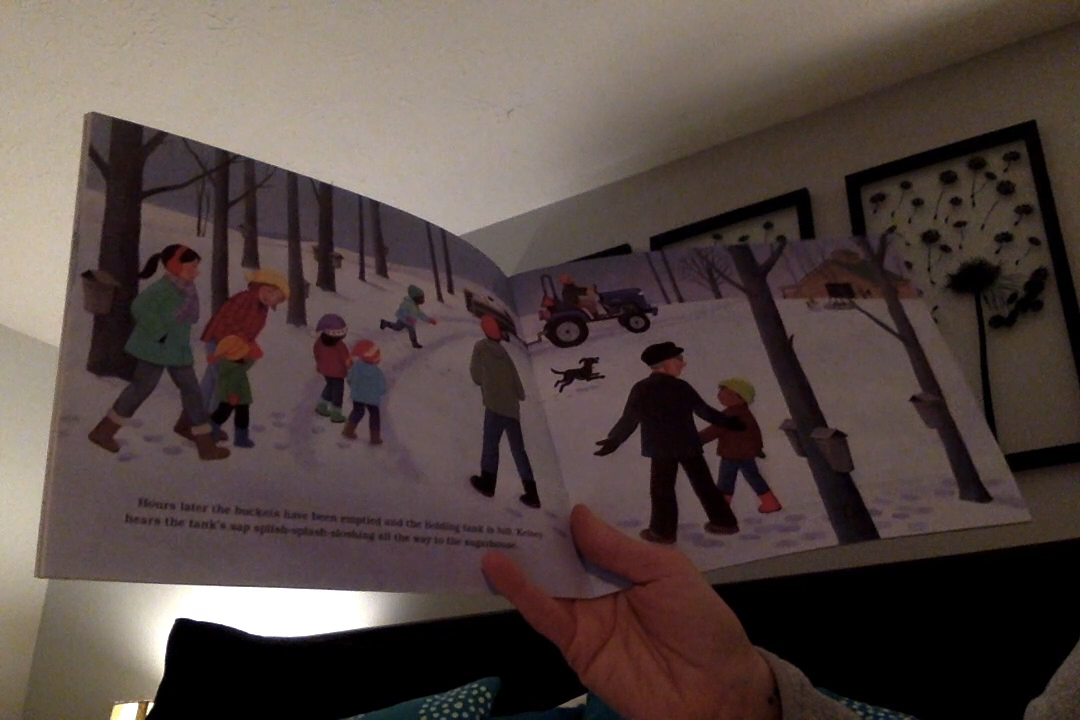 Hours later the buckets have been emptied and the holding tank is full. Kelsey
hears the tank's sap splish-splash-sloshing all the way to the sugarhouse.